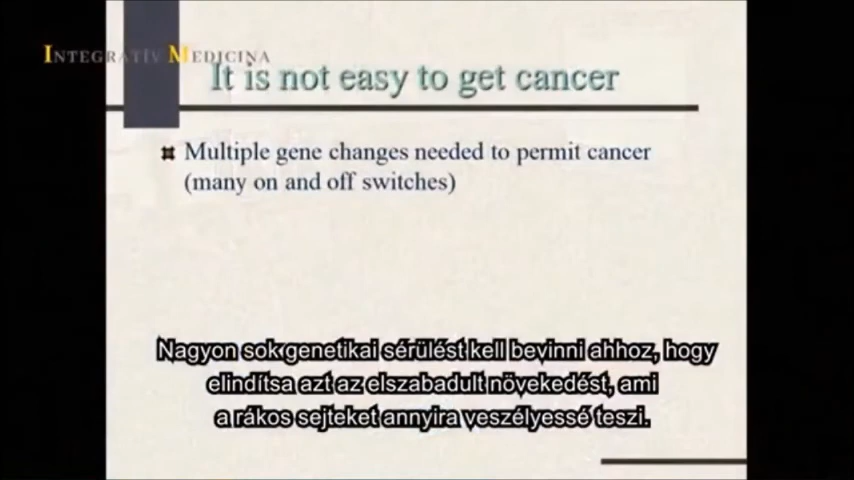 INTEGRATÍV MEDICINA
It is not easy to get cancer
Multiple gene changes needed to permit cancer
(many on and off switches)
Nagyon sok genetikai sérülést kell bevinni ahhoz, hogy
elindítsa azt az elszabadult növekedést, ami
a rákos sejteket annyira veszélyessé teszi.